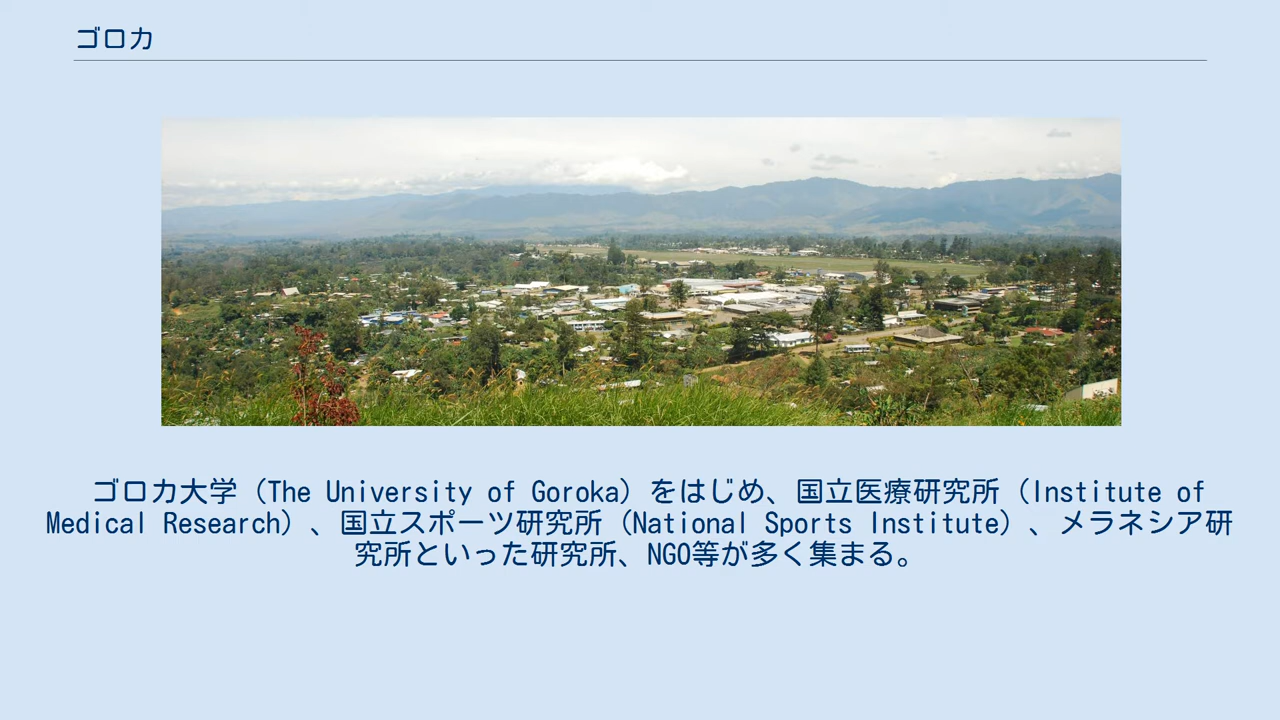 ゴロカ
ゴロカ大学（The University of Goroka）をはじめ、国立医療研究所（Institute of
Medical Research）、国立スポーツ研究所（National Sports Institute）、メラネシア研
究所といった研究所、NGO等が多く集まる。